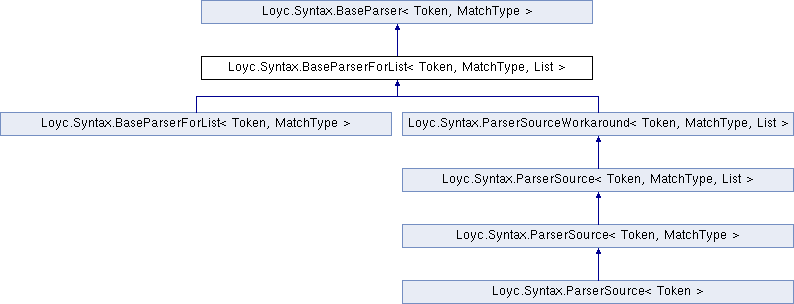 Loyc.Syntax.BaseParser< Token, MatchType >
Loyc.Syntax.BaseParserForList< Token, MatchType, List >
Loyc.Syntax.BaseParserForList< Token, MatchType >
Loyc.Syntax.ParserSourceWorkaround< Token, MatchType, List >
Loyc.Syntax.ParserSource< Token, MatchType, List >
Loyc.Syntax.ParserSource< Token, MatchType >
Loyc.Syntax.ParserSource< Token >